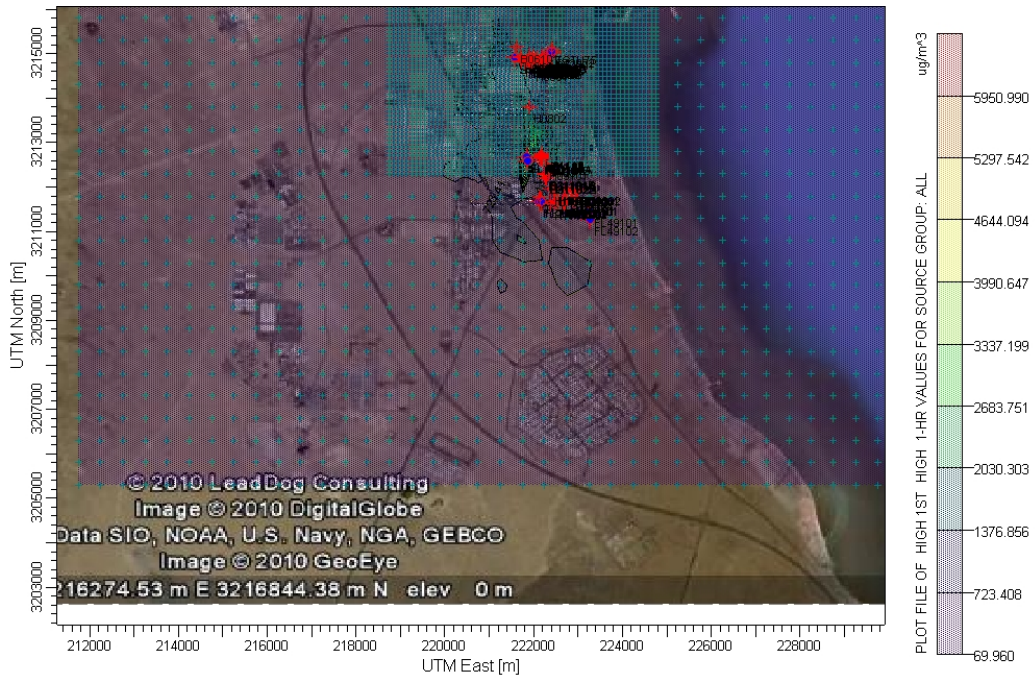 UTM North [m]
3215000
3213000
3211000
3209000
3207000
3205000
3203000
H0802
FC49102
© 2010 LeadDog Consulting
Image © 2010 DigitalGlobe
Data SIO, NOAA, U.S. Navy, NGA, GEBCO
Image © 2010 GeoEye
216274.53 m E 3216844.38 m N elev 0 m
212000 214000 216000 218000 220000 222000 224000 226000 228000
UTM East [m]
PLOT FILE OF HIGH 1ST HIGH 1-HR VALUES FOR SOURCE GROUP: ALL
ug/m^3
5950.990
5297.542
4644.094
3990.647
3337.199
2683.751
2030.303
1376.856
723.408
69.960